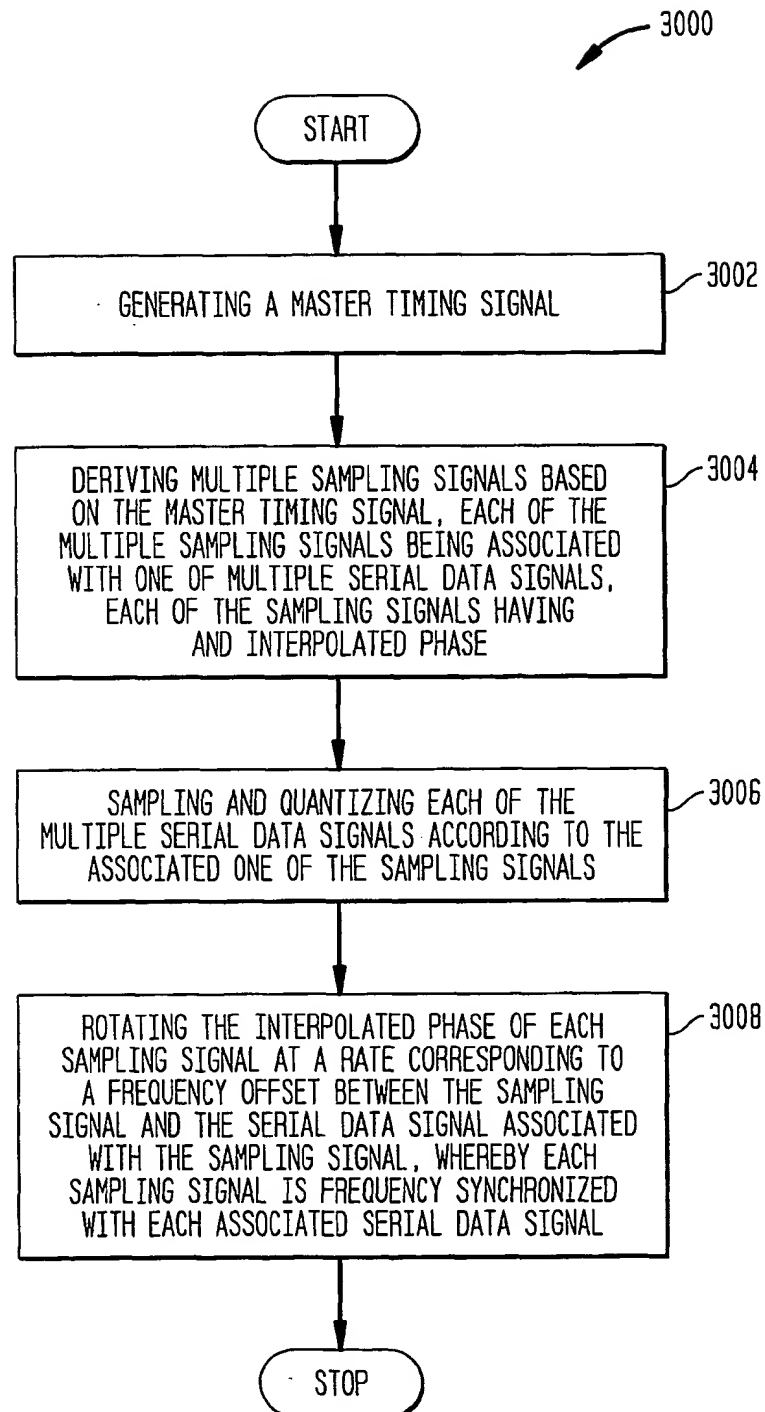 3000
START
GENERATING A MASTER TIMING SIGNAL
3002
DERIVING MULTIPLE SAMPLING SIGNALS BASED
ON THE MASTER TIMING SIGNAL, EACH OF THE
MULTIPLE SAMPLING SIGNALS BEING ASSOCIATED
WITH ONE OF MULTIPLE SERIAL DATA SIGNALS,
EACH OF THE SAMPLING SIGNALS HAVING
AND INTERPOLATED PHASE
3004
SAMPLING AND QUANTIZING EACH OF THE
MULTIPLE SERIAL DATA SIGNALS ACCORDING TO THE
ASSOCIATED ONE OF THE SAMPLING SIGNALS
3006
ROTATING THE INTERPOLATED PHASE OF EACH
SAMPLING SIGNAL AT A RATE CORRESPONDING TO
A FREQUENCY OFFSET BETWEEN THE SAMPLING
SIGNAL AND THE SERIAL DATA SIGNAL ASSOCIATED
WITH THE SAMPLING SIGNAL, WHEREBY EACH
SAMPLING SIGNAL IS FREQUENCY SYNCHRONIZED
WITH EACH ASSOCIATED SERIAL DATA SIGNAL
3008
STOP